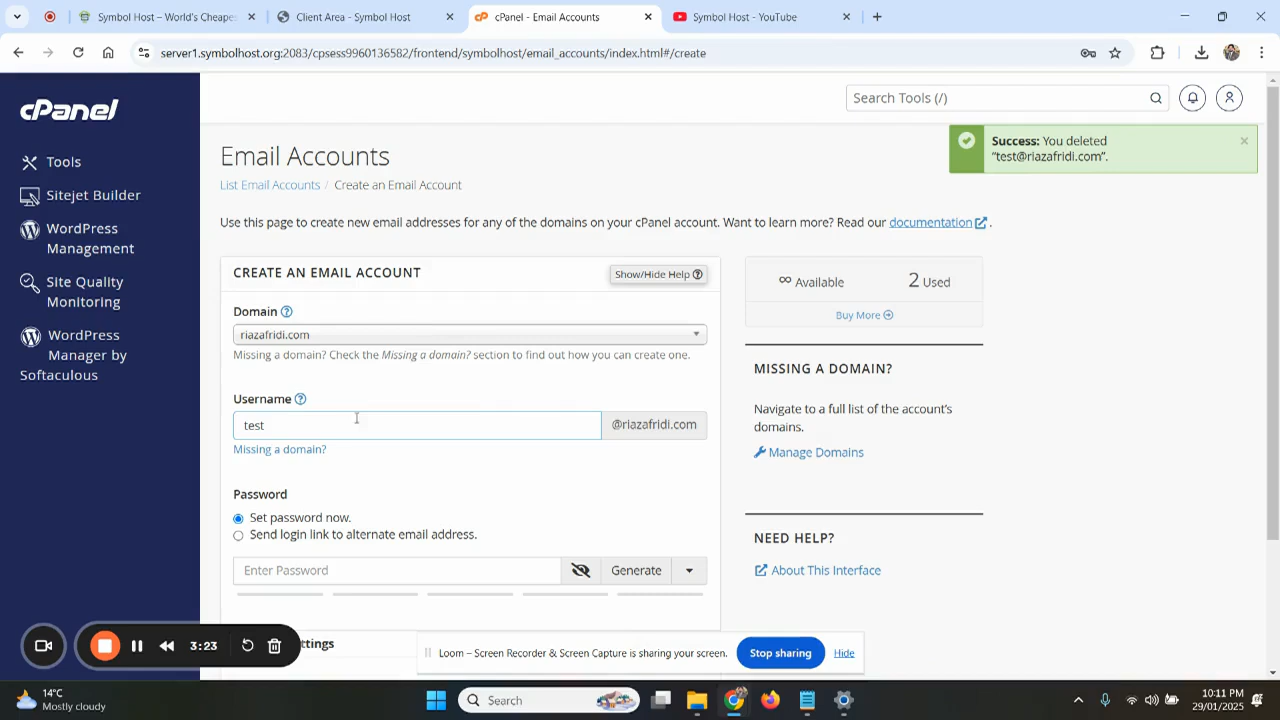 Symbol Host – World's Cheapes
Client Area - Symbol Host
cPanel - Email Accounts
Symbol Host - YouTube
server1.symbolhost.org:2083/cpsess9960136582/frontend/symbolhost/email_accounts/index.html#/create
cPanel
Search Tools (/)
Tools
Sitejet Builder
WordPress
Management
Site Quality
Monitoring
WordPress
Manager by
Softaculous
Success: You deleted
"test@riazafridi.com".
Email Accounts
List Email Accounts / Create an Email Account
Use this page to create new email addresses for any of the domains on your cPanel account. Want to learn more? Read our documentation .
CREATE AN EMAIL ACCOUNT
Show/Hide Help
Domain
riazafridi.com
Missing a domain? Check the Missing a domain? section to find out how you can create one.
Username
test
@riazafridi.com
Missing a domain?
Password
Set password now.
Send login link to alternate email address.
Enter Password
Generate
ttings
∞ Available
2 Used
Buy More
MISSING A DOMAIN?
Navigate to a full list of the account's
domains.
Manage Domains
NEED HELP?
About This Interface
3:23
Loom – Screen Recorder & Screen Capture is sharing your screen.
Stop sharing
Hide
14°C
Mostly cloudy
Search
10:11 PM
29/01/2025